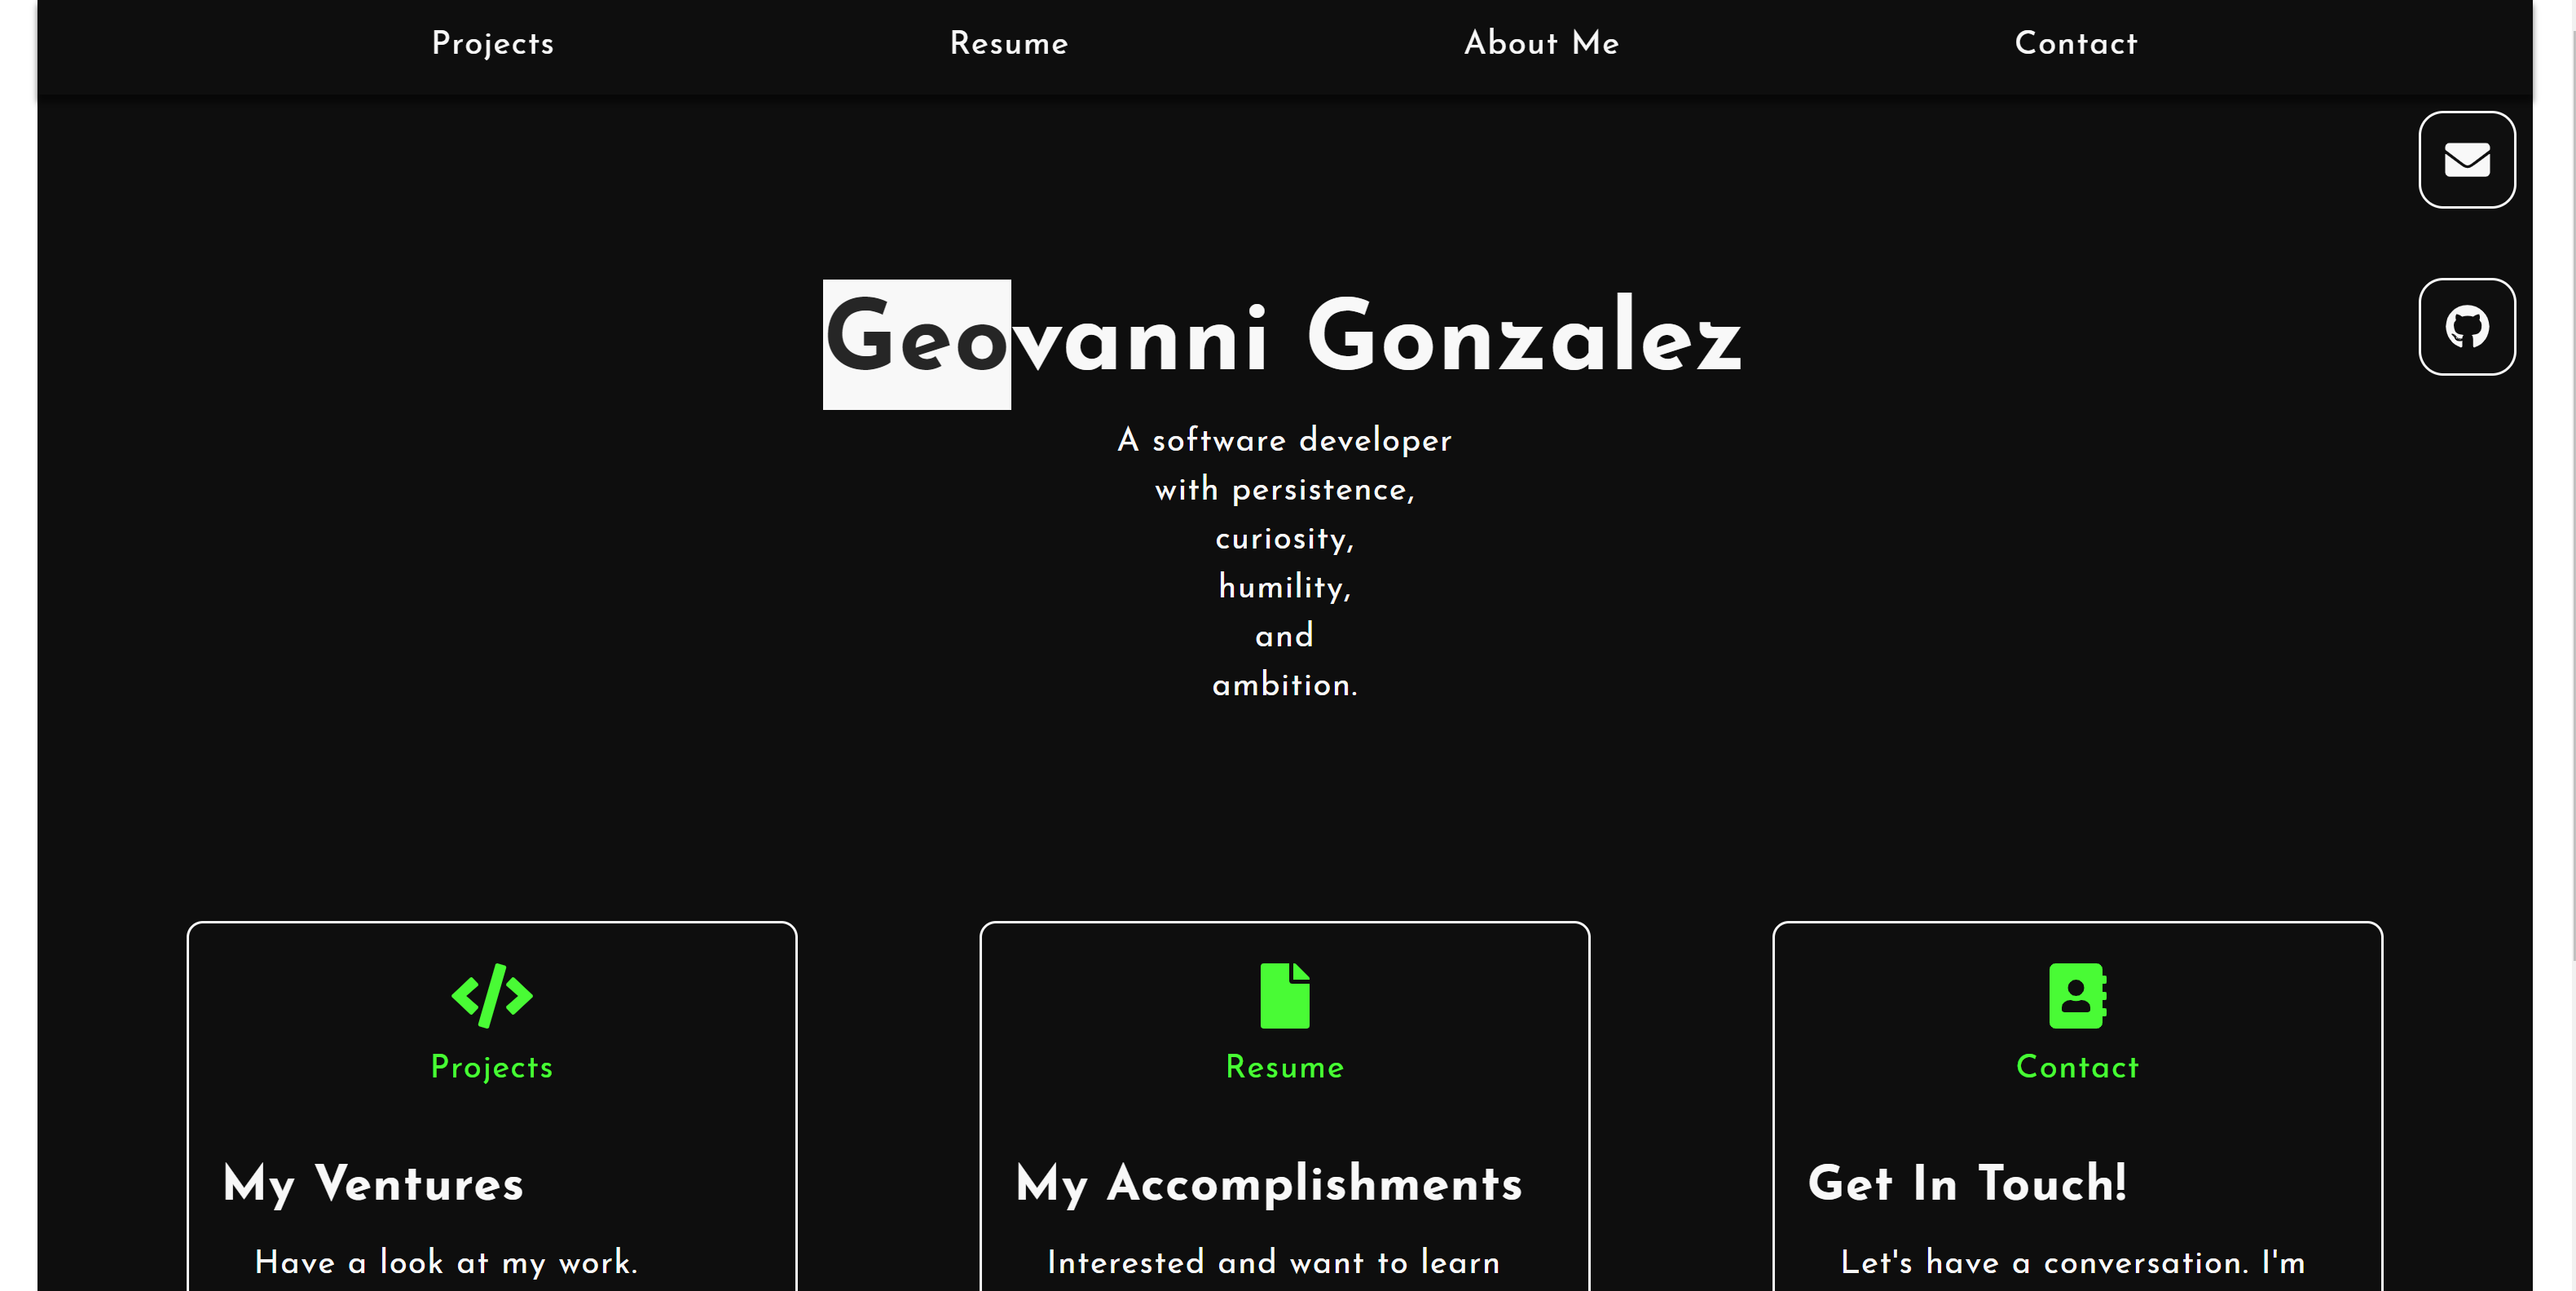 Projects Resume About Me Contact
Geovanni Gonzalez
A software developer
with persistence,
curiosity,
humility,
and
ambition.
Projects
My Ventures
Have a look at my work.
Resume
My Accomplishments
Interested and want to learn
Contact
Get In Touch!
Let's have a conversation. I'm